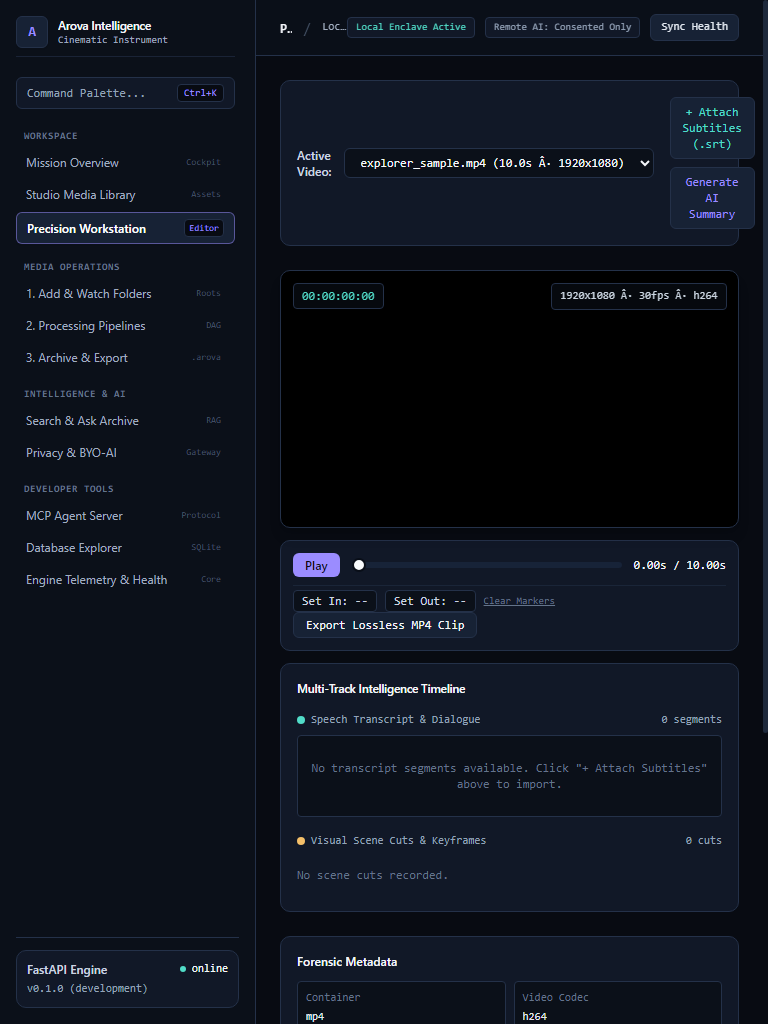 A
Arova Intelligence
Cinematic Instrument
Command Palette... Ctrl+K
WORKSPACE
Mission Overview Cockpit
Studio Media Library Assets
Precision Workstation Editor
MEDIA OPERATIONS
1. Add & Watch Folders Roots
2. Processing Pipelines DAG
3. Archive & Export .arova
INTELLIGENCE & AI
Search & Ask Archive RAG
Privacy & BYO-AI Gateway
DEVELOPER TOOLS
MCP Agent Server Protocol
Database Explorer SQLite
Engine Telemetry & Health Core
FastAPI Engine online
v0.1.0 (development)
P.. / Loc… Local Enclave Active Remote AI: Consented Only Sync Health
Active
Video:
explorer_sample.mp4 (10.0s Â· 1920x1080)
+ Attach
Subtitles
(.srt)
Generate
AI
Summary
00:00:00:00 1920x1080 Â· 30fps Â· h264
Play 0.00s / 10.00s
Set In: -- Set Out: -- Clear Markers
Export Lossless MP4 Clip
Multi-Track Intelligence Timeline
Speech Transcript & Dialogue 0 segments
No transcript segments available. Click "+ Attach Subtitles"
above to import.
Visual Scene Cuts & Keyframes 0 cuts
No scene cuts recorded.
Forensic Metadata
Container Video Codec
mp4 h264